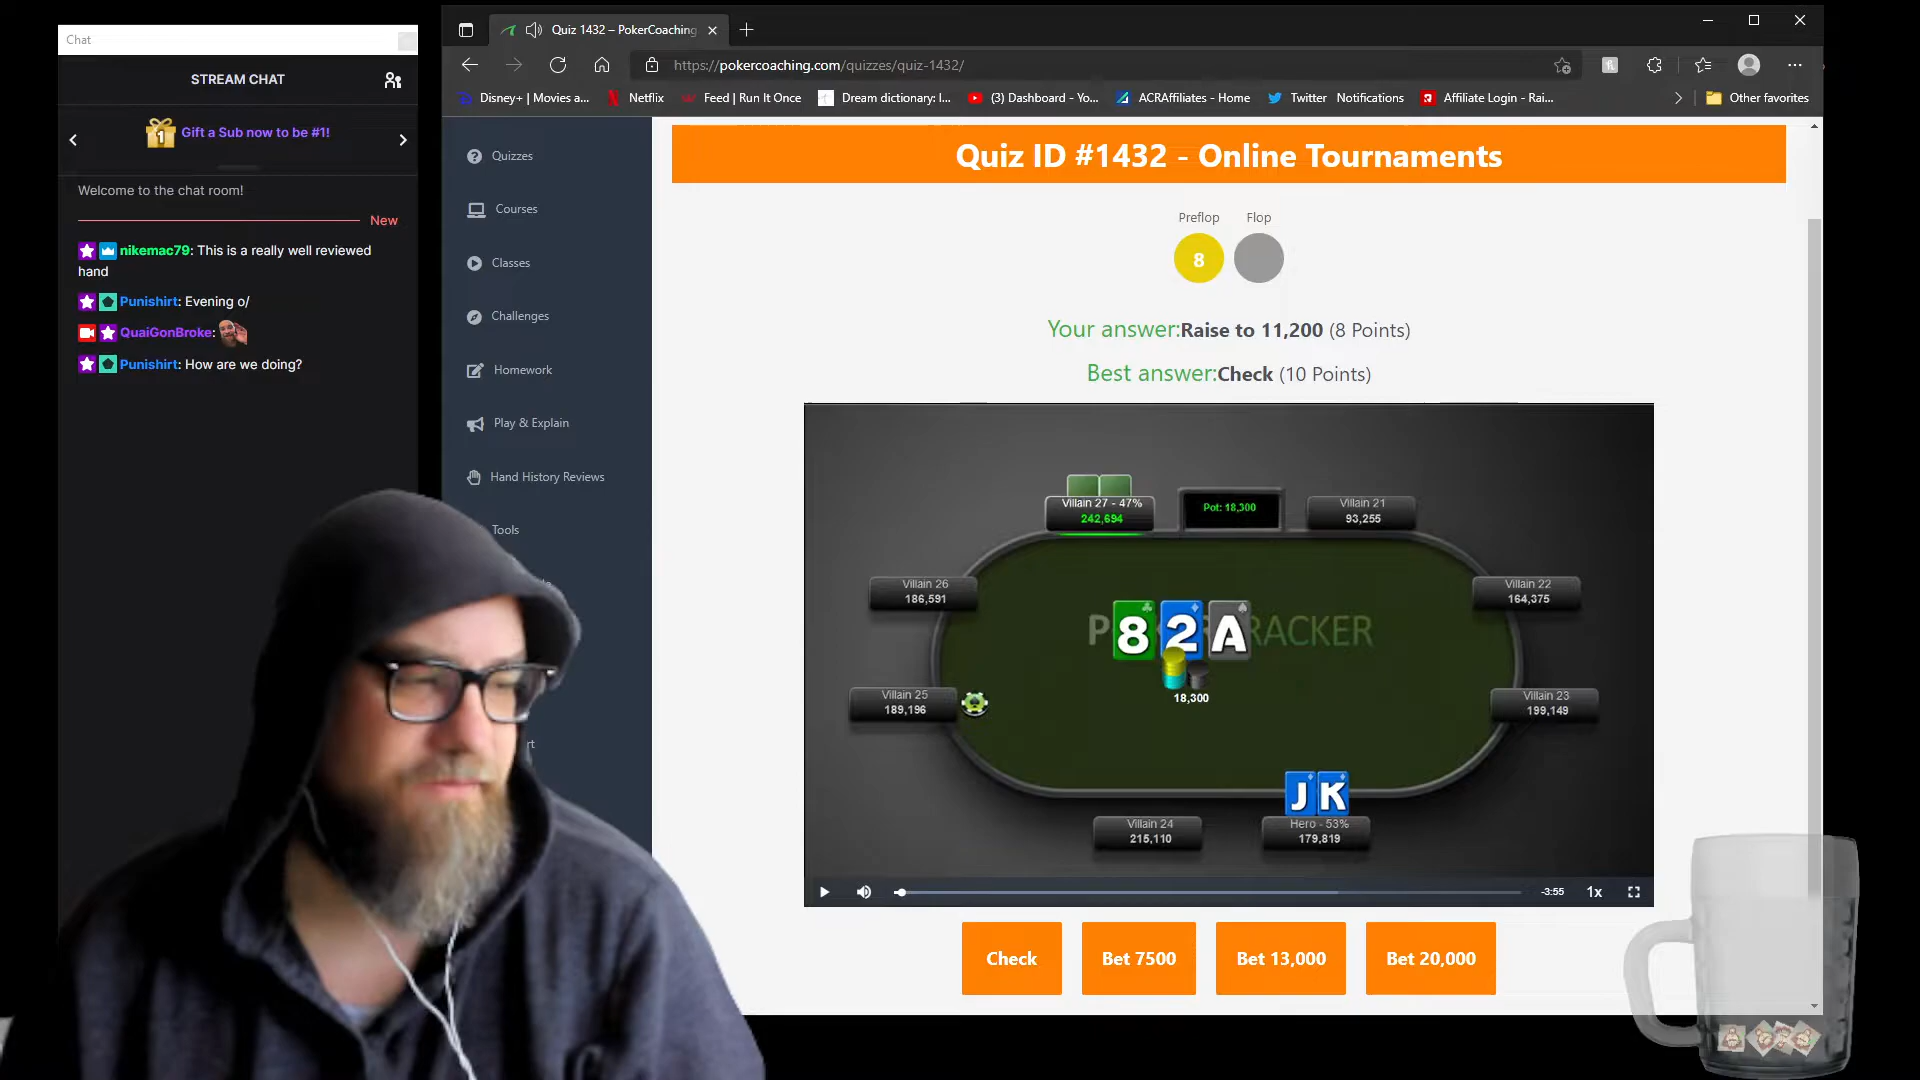 Chat
STREAM CHAT
1
Gift a Sub now to be #1!
Welcome to the chat room!
New
nikemac79: This is a really well reviewed
hand
Punishirt: Evening o/
QuaiGonBroke:
Punishirt: How are we doing?
Quiz 1432 – PokerCoaching
https://pokercoaching.com/quizzes/quiz-1432/
Disney+ | Movies a...
Netflix
Feed | Run It Once
Dream dictionary: I...
(3) Dashboard - Yo...
ACRAffiliates - Home
Twitter
Notifications
Affiliate Login - Rai...
Other favorites
Quizzes
Courses
Classes
Challenges
Homework
Play & Explain
Hand History Reviews
Tools
rt
Quiz ID #1432 - Online Tournaments
Preflop
Flop
8
Your answer:Raise to 11,200 (8 Points)
Best answer:Check (10 Points)
Villain 27 - 47%
242,694
Pot: 18,300
Villain 21
93,255
Villain 26
186,591
Villain 22
164,375
8 2 A
P
RACKER
18,300
Villain 25
189,196
Villain 23
199,149
J K
Villain 24
215,110
Hero - 53%
179,819
-3:55
1x
Check
Bet 7500
Bet 13,000
Bet 20,000